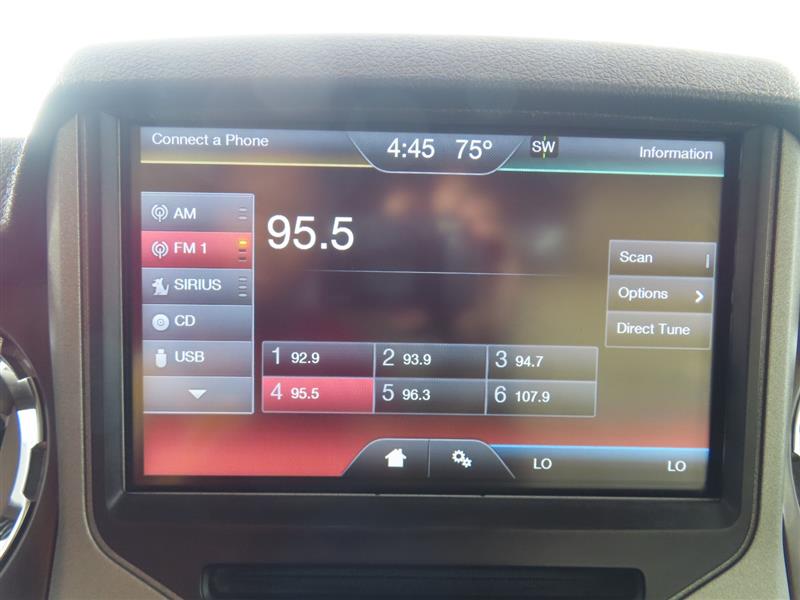 Connect a Phone 4:45 75° SW Information
AM
FM 1
SIRIUS
CD
USB
95.5
Scan
Options
Direct Tune
1 92.9 2 93.9 3 94.7
4 95.5 5 96.3 6 107.9
LO LO